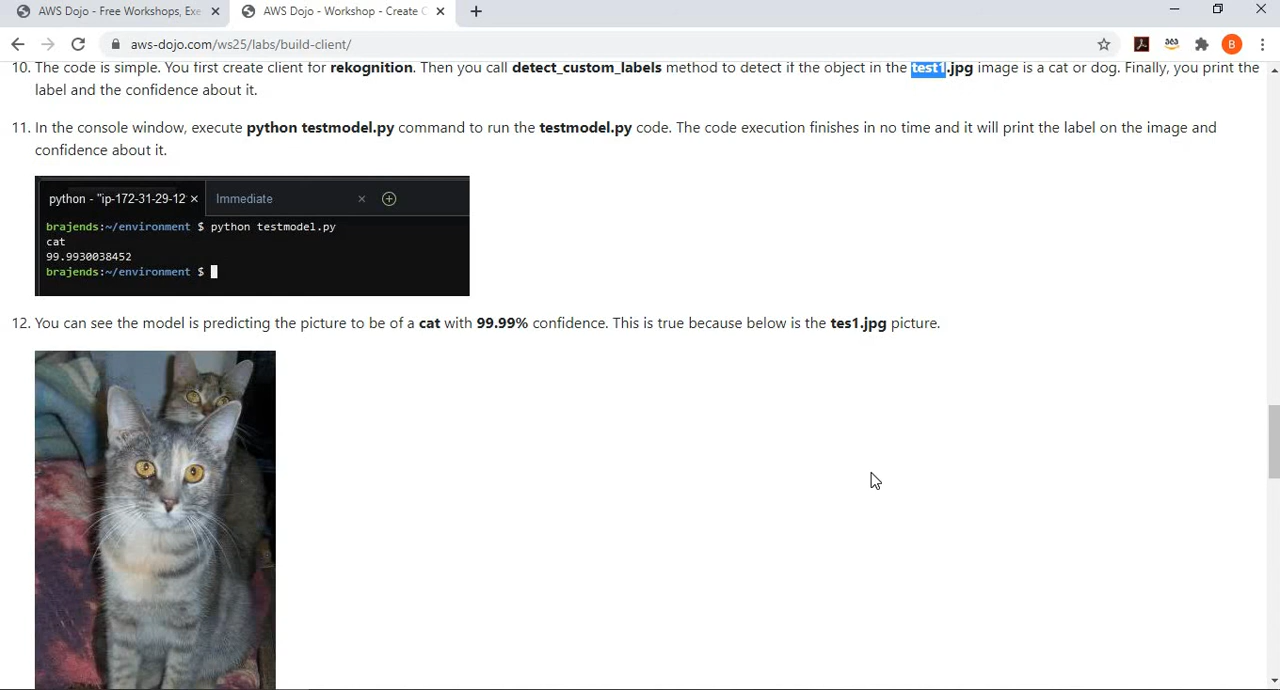 AWS Dojo - Free Workshops, Exe
AWS Dojo - Workshop - Create C
aws-dojo.com/ws25/labs/build-client/
B
10. The code is simple. You first create client for rekognition. Then you call detect_custom_labels method to detect if the object in the test1.jpg image is a cat or dog. Finally, you print the
label and the confidence about it.
11. In the console window, execute python testmodel.py command to run the testmodel.py code. The code execution finishes in no time and it will print the label on the image and
confidence about it.
python - "ip-172-31-29-12
Immediate
brajends:~/environment $ python testmodel.py
cat
99.9930038452
brajends:~/environment $
12. You can see the model is predicting the picture to be of a cat with 99.99% confidence. This is true because below is the tes1.jpg picture.